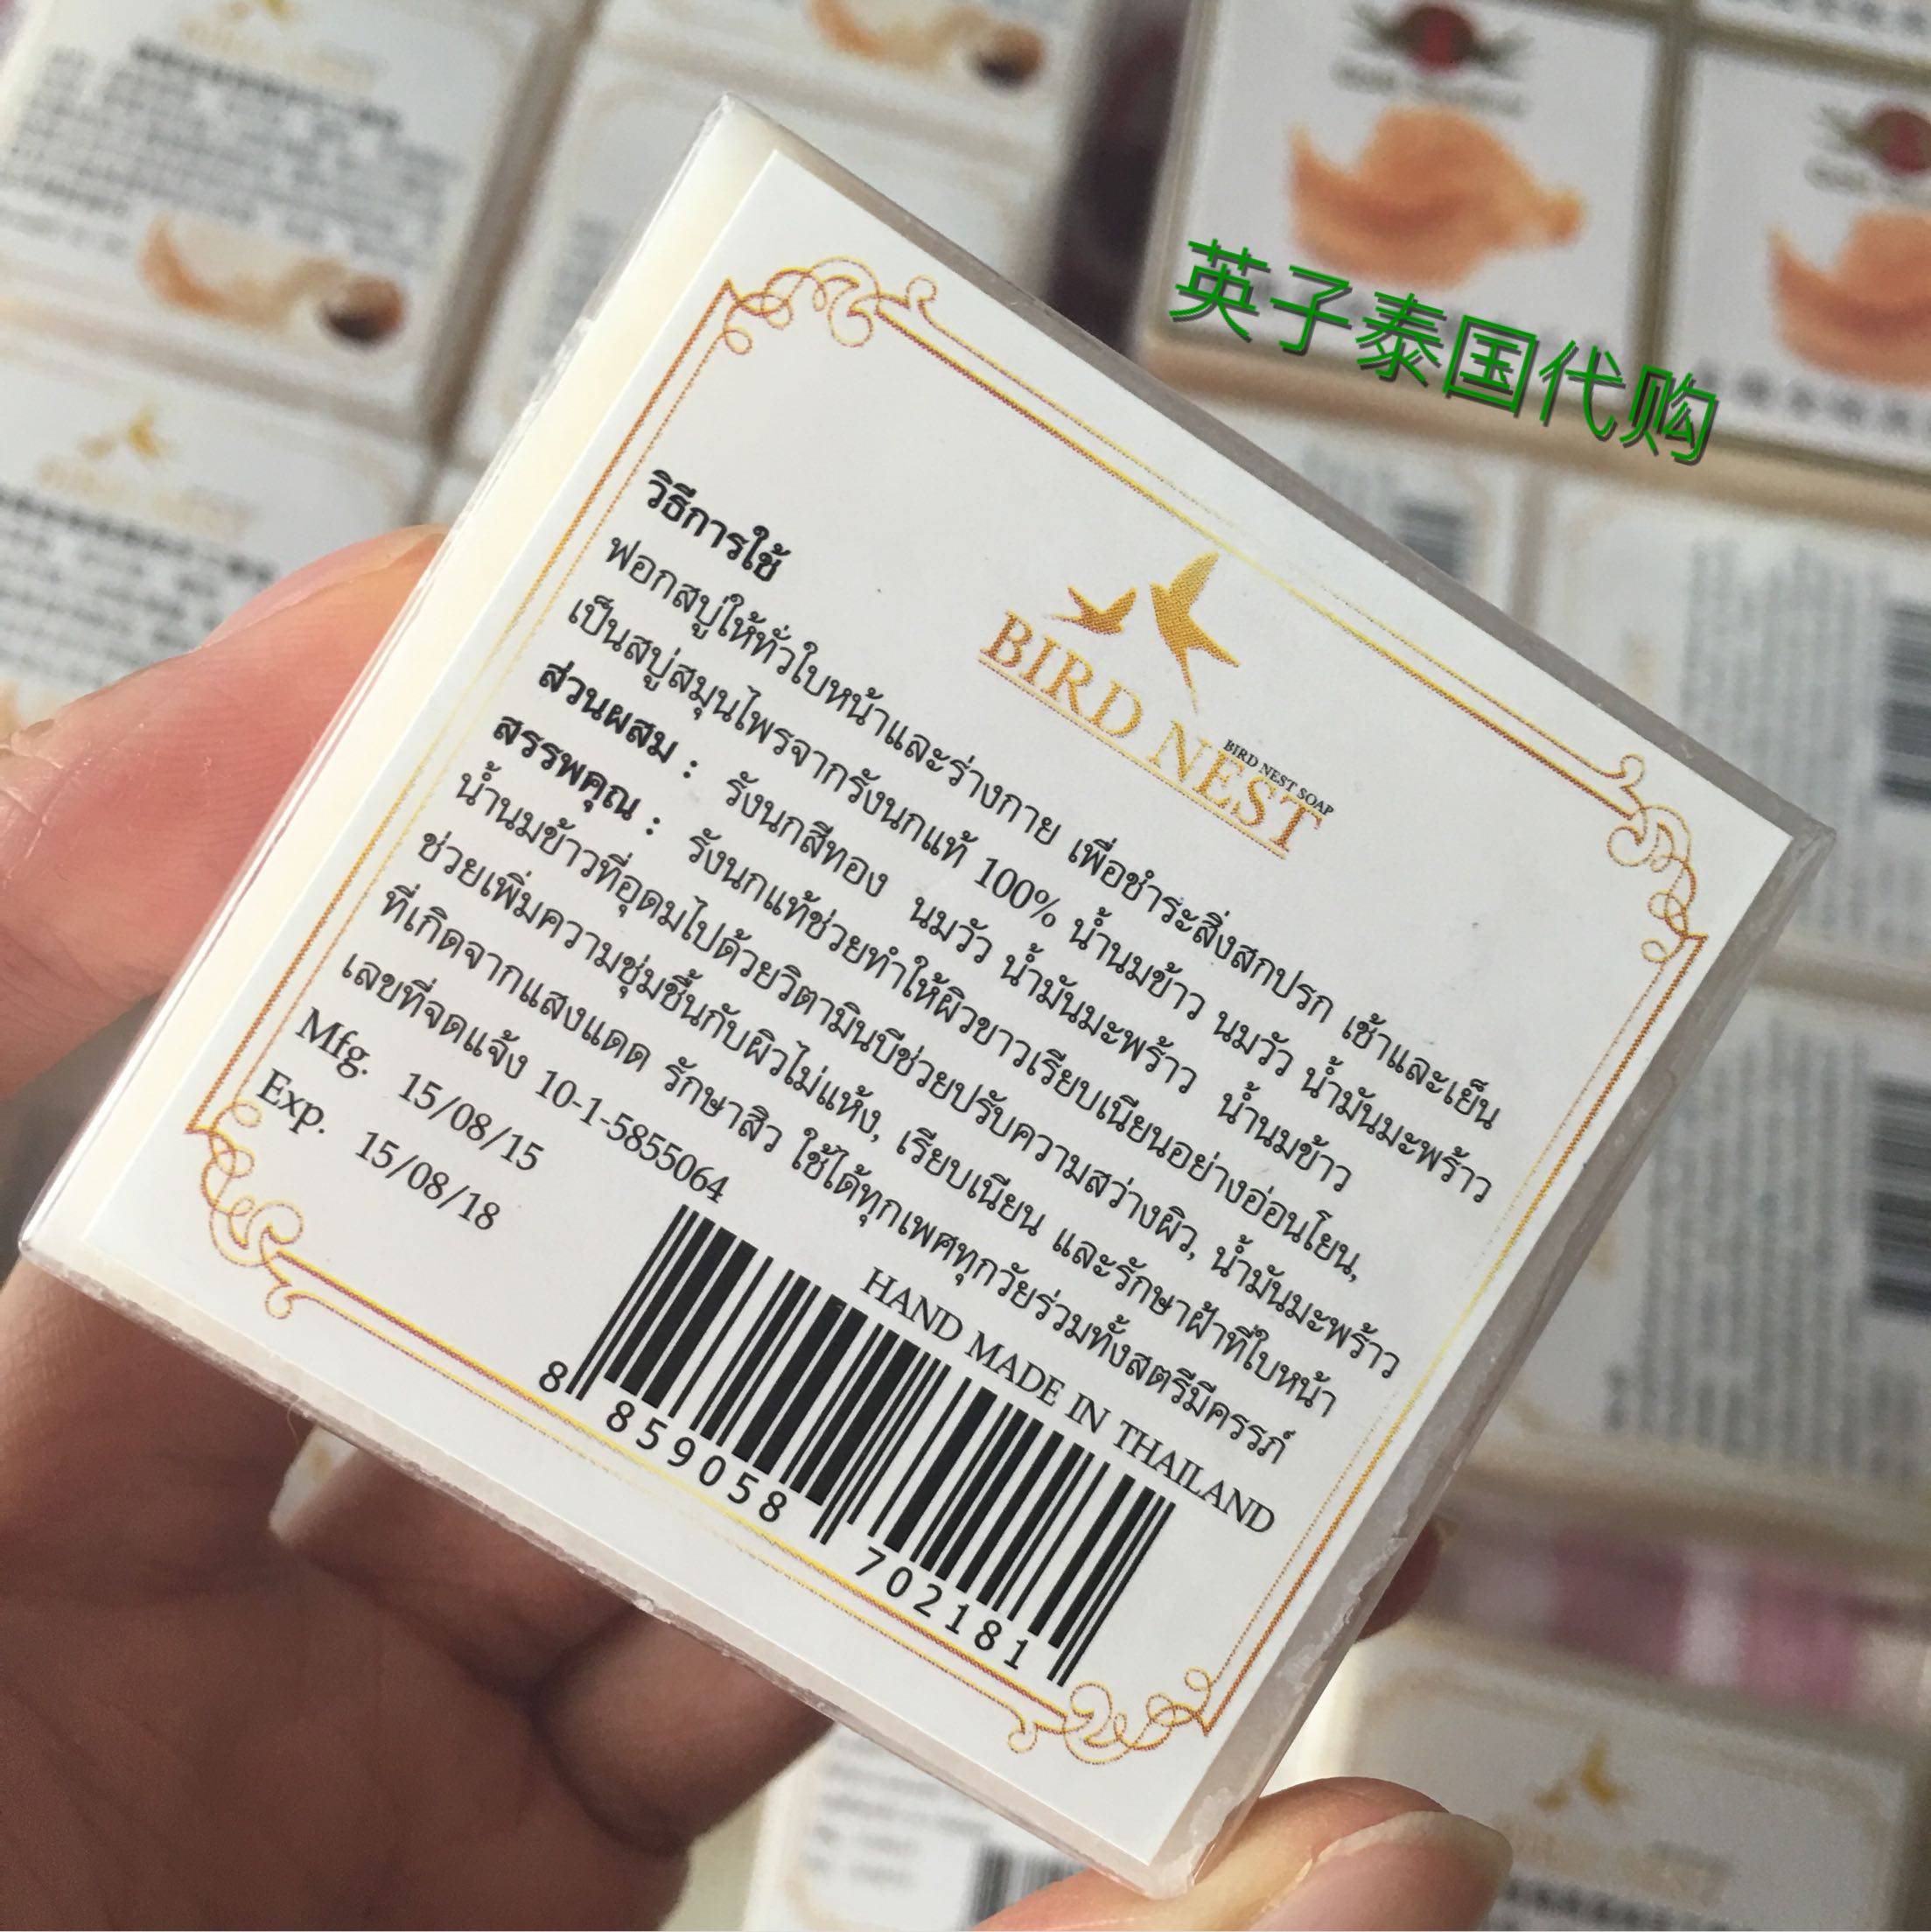 英子泰国代购
BIRD NEST
BIRD NEST SOAP
วิธีการใช้
ฟอกสบู่ให้ทั่วใบหน้าและร่างกาย เพื่อชำระสิ่งสกปรก เช้าและเย็น
เป็นสบู่สมุนไพรจากรังนกแท้ 100% น้ำนมข้าว นมวัว น้ำมันมะพร้าว
ส่วนผสม : รังนกสีทอง นมวัว น้ำมันมะพร้าว น้ำนมข้าว
สรรพคุณ : รังนกแท้ช่วยทำให้ผิวขาวเรียบเนียนอย่างอ่อนโยน,
น้ำนมข้าวที่อุดมไปด้วยวิตามินบีช่วยปรับความสว่างผิว, น้ำมันมะพร้าว
ช่วยเพิ่มความชุ่มชื้นกับผิวไม่แห้ง, เรียบเนียน และรักษาฝ้าที่ใบหน้า
ที่เกิดจากแสงแดด รักษาสิว ใช้ได้ทุกเพศทุกวัยร่วมทั้งสตรีมีครรภ์
เลขที่จดแจ้ง 10-1-5855064
HAND MADE IN THAILAND
Mfg. 15/08/15
Exp. 15/08/18
8 859058 702181